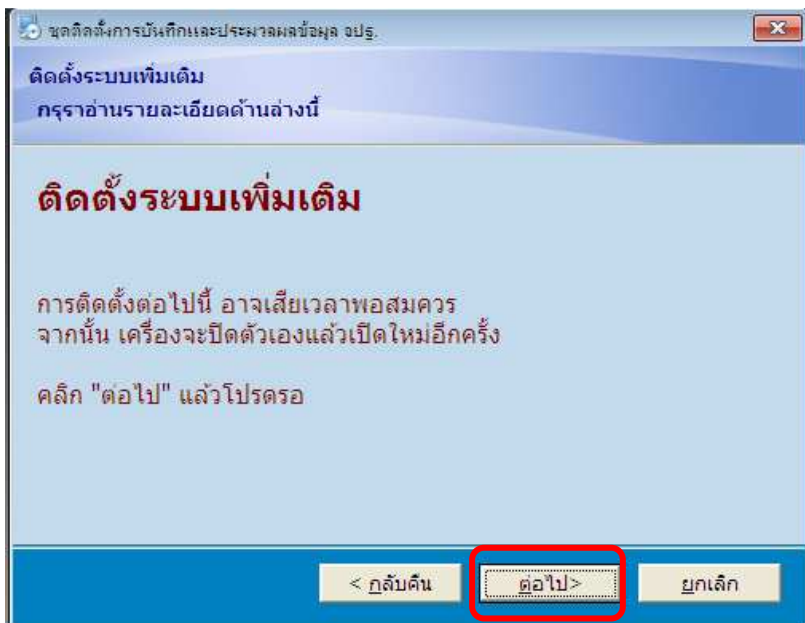 ชุดติดตั้งการบันทึกและประมวลผลข้อมูล จปฐ.
ติดตั้งระบบเพิ่มเติม
กรุราอ่านรายละเอียดด้านล่างนี้
ติดตั้งระบบเพิ่มเติม
การติดตั้งต่อไปนี้ อาจเสียเวลาพอสมควร
จากนั้น เครื่องจะปิดตัวเองแล้วเปิดใหม่อีกครั้ง
คลิก "ต่อไป" แล้วโปรดรอ
< กลับคืน ต่อไป> ยกเลิก